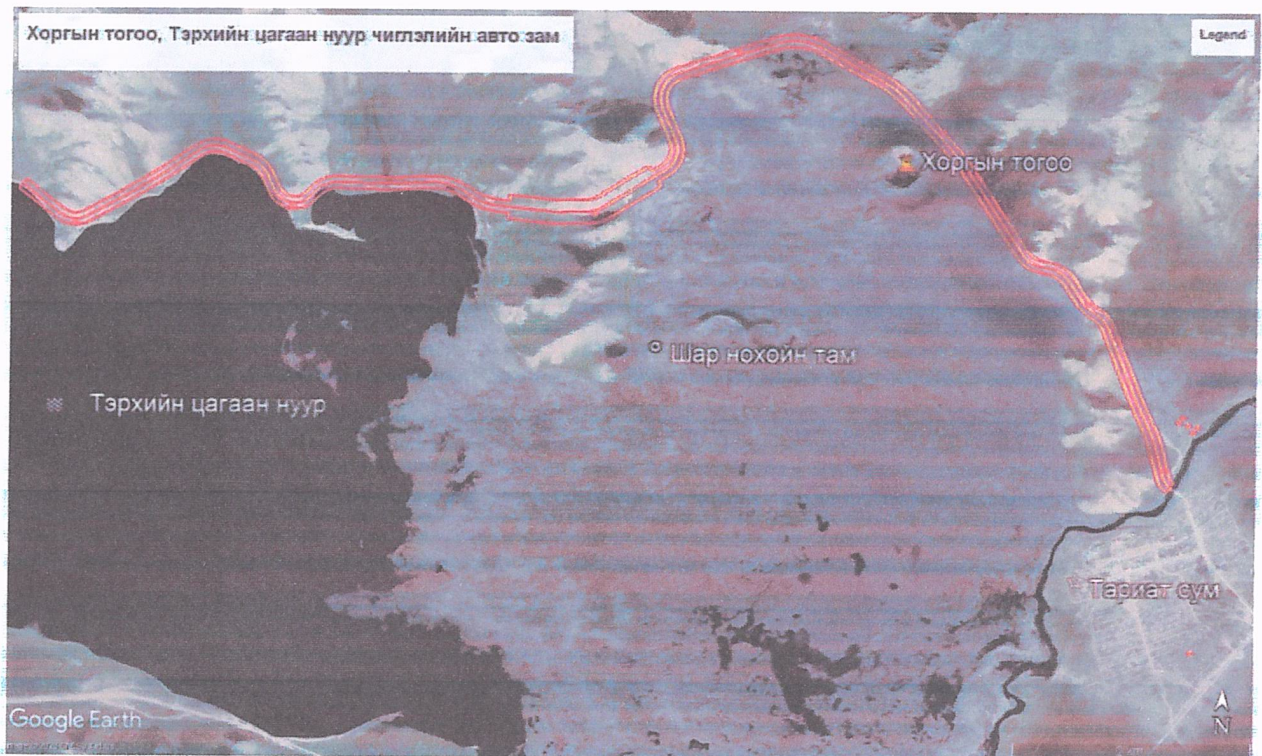 Хоргын тогоо, Тэрхийн цагаан нуур чиглэлийн авто зам
Legend
Хоргын тогоо
Шар нохойн там
Тэрхийн цагаан нуур
Тариат сум
Google Earth
N